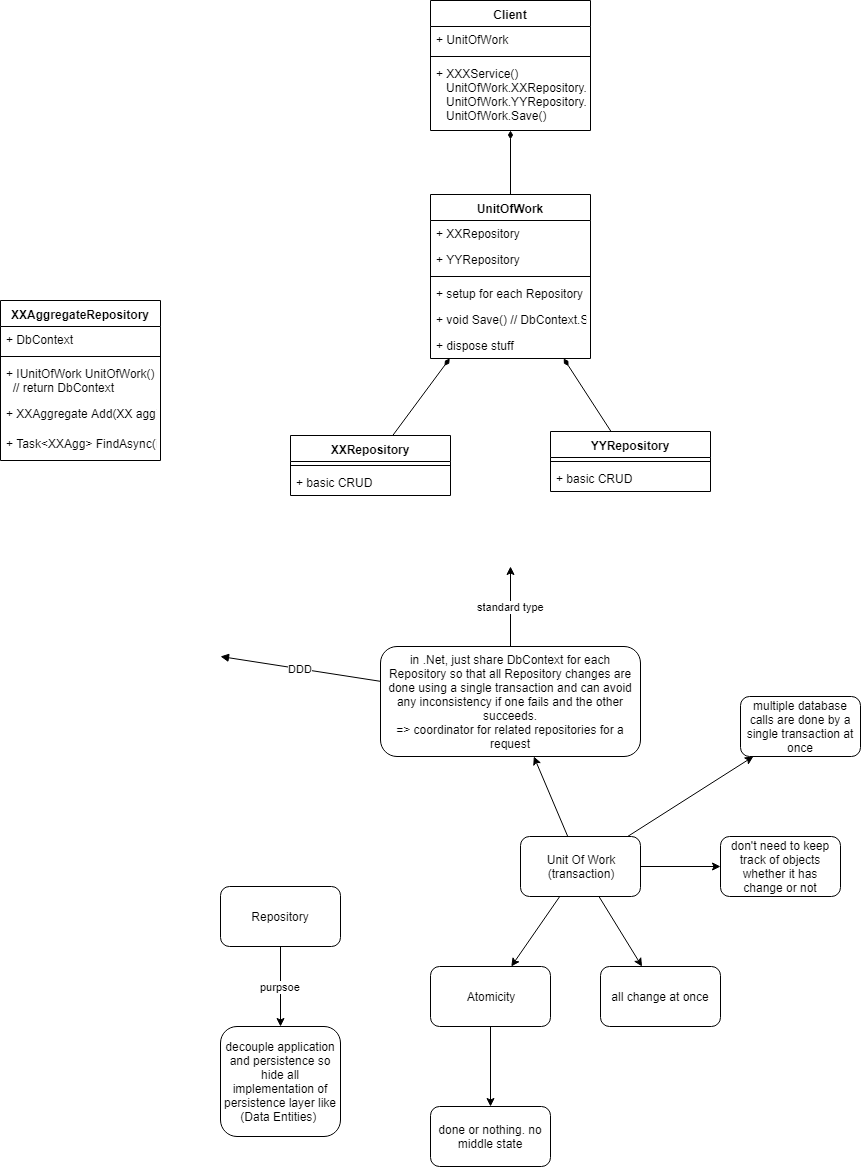 Client
+ UnitOfWork
+ XXXService()
UnitOfWork.XXRepository.
UnitOfWork.YYRepository.
UnitOfWork.Save()
UnitOfWork
+ XXRepository
+ YYRepository
+ setup for each Repository
+ void Save() // DbContext.S
+ dispose stuff
XXAggregateRepository
+ DbContext
+ IUnitOfWork UnitOfWork()
// return DbContext
+ XXAggregate Add(XX agg
+ Task<XXAgg> FindAsync(
XXRepository
+ basic CRUD
YYRepository
+ basic CRUD
standard type
DDD
in .Net, just share DbContext for each
Repository so that all Repository changes are
done using a single transaction and can avoid
any inconsistency if one fails and the other
succeeds.
=> coordinator for related repositories for a
request
multiple database
calls are done by a
single transaction at
once
Unit Of Work
(transaction)
don't need to keep
track of objects
whether it has
change or not
Repository
purpsoe
decouple application
and persistence so
hide all
implementation of
persistence layer like
(Data Entities)
Atomicity
all change at once
done or nothing. no
middle state